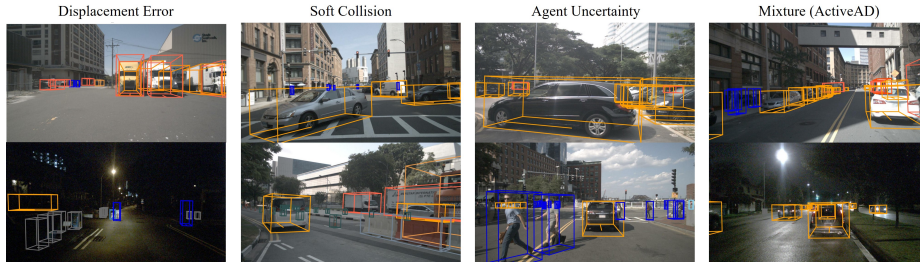 Displacement Error
Soft Collision
Agent Uncertainty
Mixture (ActiveAD)